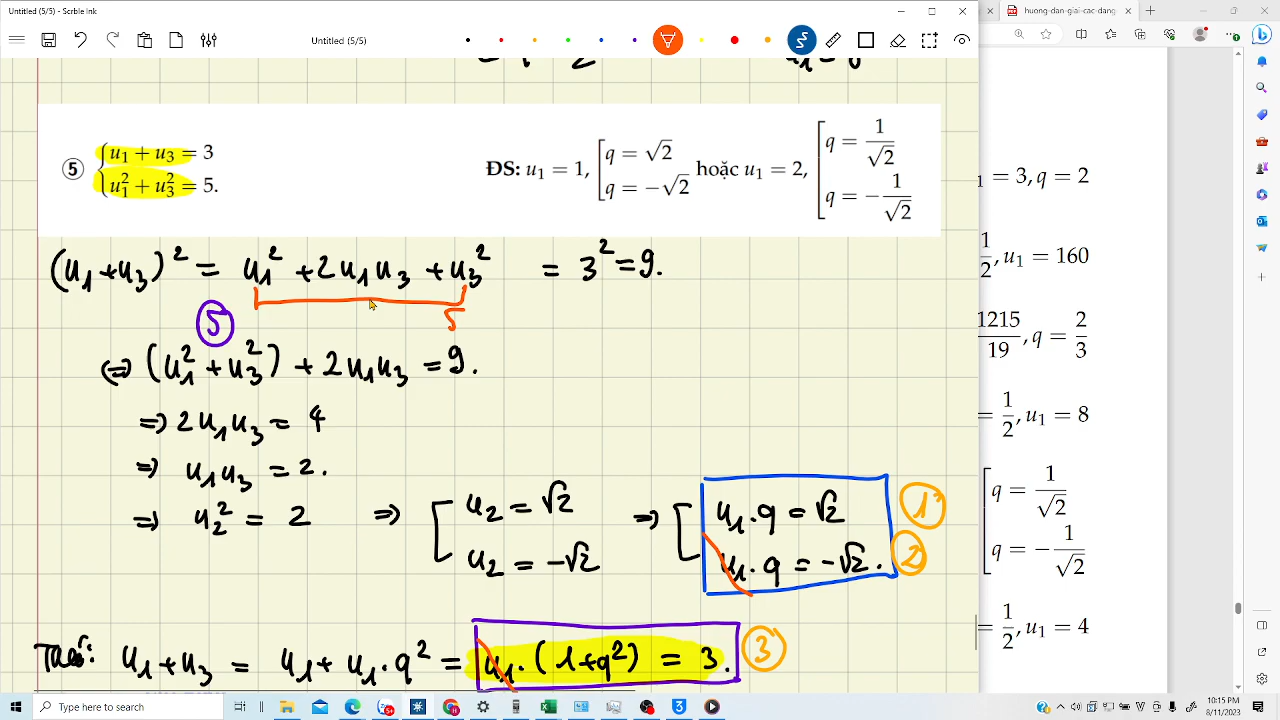 Untitled (5/5) - Scrble Ink
huong-dan-giai-cac-dang-
Untitled (5/5)
⑤ { u₁ + u₃ = 3
u₁² + u₃² = 5.
ĐS: u₁ = 1, [ q = √2
q = −√2 hoặc u₁ = 2, [ q = 1/√2
q = − 1/√2
(u₁+u₃)² = u₁² + 2u₁u₃ + u₃² = 3² = 9.
5
5
⇔ (u₁² + u₃²) + 2u₁u₃ = 9.
⇒ 2u₁u₃ = 4
⇒ u₁u₃ = 2.
⇒ u₂² = 2 ⇒ [ u₂ = √2
u₂ = −√2
⇒ [ u₁.q = √2 1
u₁.q = −√2. 2
u₁ + u₃ = u₁ + u₁.q² = u₁.(1+q²) = 3. 3
1 = 3, q = 2
1/2, u₁ = 160
1215/19, q = 2/3
= 1/2, u₁ = 8
[ q = 1/√2
q = − 1/√2
= 1/2, u₁ = 4
Type here to search
10:15 PM
8/11/2023